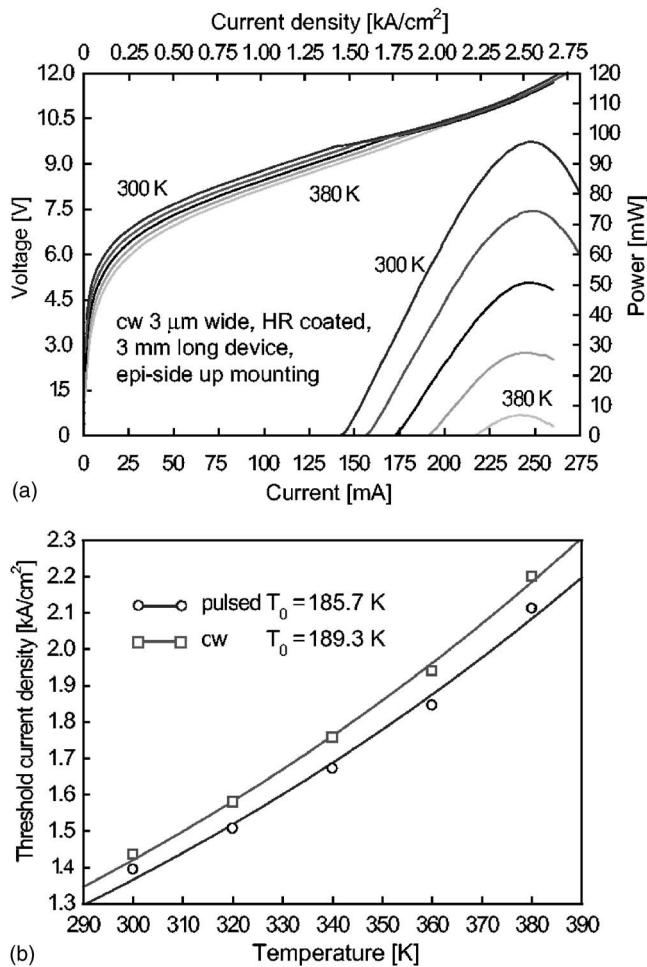 Current density [kA/cm²]
0 0.25 0.50 0.75 1.00 1.25 1.50 1.75 2.00 2.25 2.50 2.75
12.0 120
110
10.5 100
90
9.0 80
7.5 70
6.0 60
50
4.5 40
3.0 30
20
15 10
0 0
Voltage [V]
Power [mW]
300 K
380 K
300 K
380 K
cw 3 μm wide, HR coated,
3 mm long device,
epi-side up mounting
0 25 50 75 100 125 150 175 200 225 250 275
(a) Current [mA]
2.3
2.2
2.1
2.0
1.9
1.8
1.7
1.6
1.5
1.4
1.3
Threshold current density [kA/cm²]
pulsed T₀ = 185.7 K
cw T₀ = 189.3 K
290 300 310 320 330 340 350 360 370 380 390
(b) Temperature [K]